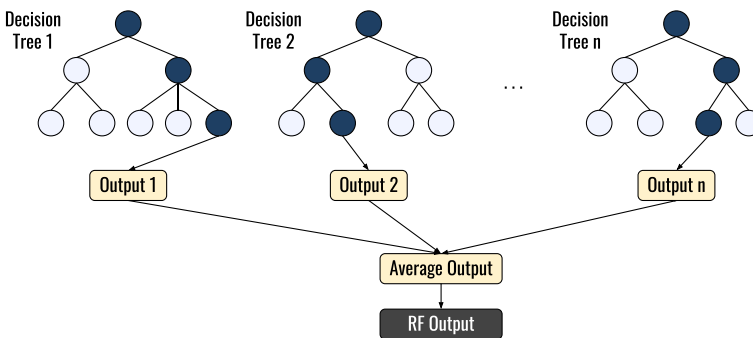 Decision
Tree 1
Decision
Tree 2
Decision
Tree n
...
Output 1
Output 2
Output n
Average Output
RF Output